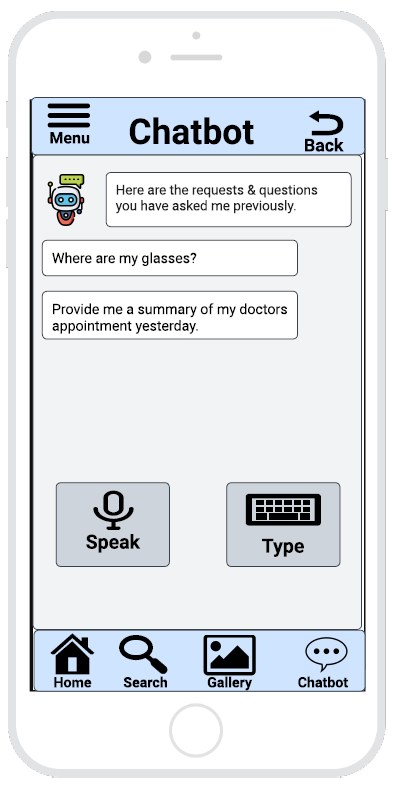 Menu
Chatbot
Back
Here are the requests & questions
you have asked me previously.
Where are my glasses?
Provide me a summary of my doctors
appointment yesterday.
Speak
Type
Home
Search
Gallery
Chatbot